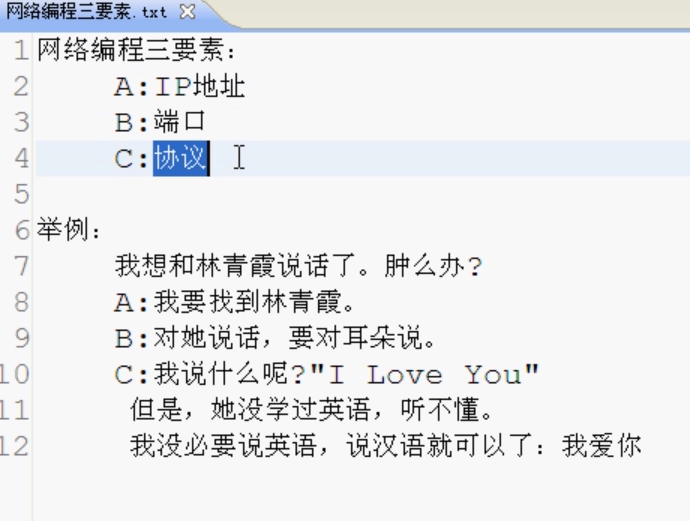 网络编程三要素.txt
1 网络编程三要素:
2 A:IP地址
3 B:端口
4 C:协议
5
6 举例:
7 我想和林青霞说话了。肿么办?
8 A:我要找到林青霞。
9 B:对她说话，要对耳朵说。
10 C:我说什么呢?"I Love You"
11 但是，她没学过英语，听不懂。
12 我没必要说英语，说汉语就可以了：我爱你